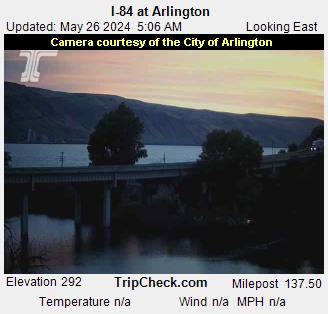 I-84 at Arlington
Updated: May 26 2024 5:06 AM Looking East
Camera courtesy of the City of Arlington
Elevation 292 TripCheck.com Milepost 137.50
Temperature n/a Wind n/a MPH n/a